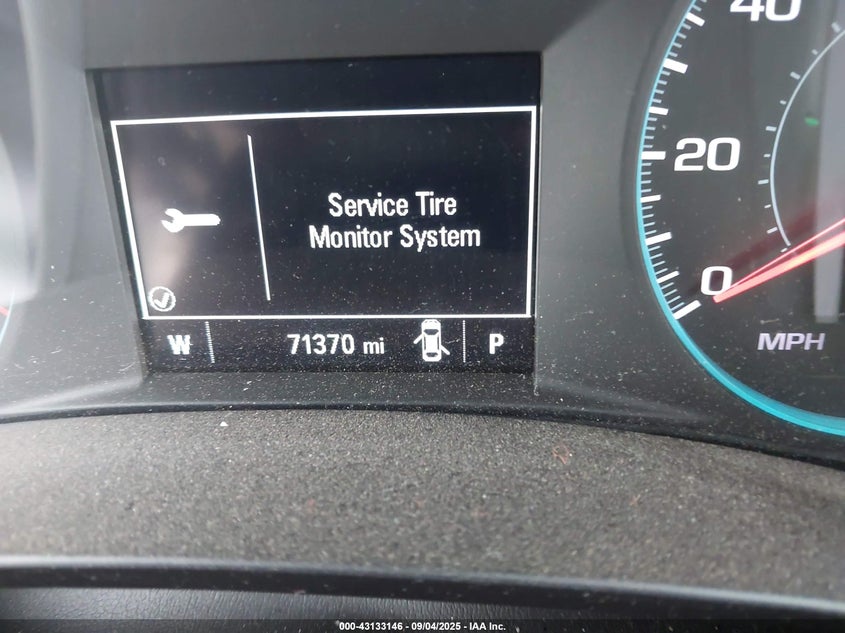 40
20
0
MPH
Service Tire
Monitor System
W 71370 mi P
000-43133146 - 09/04/2025 - IAA Inc.